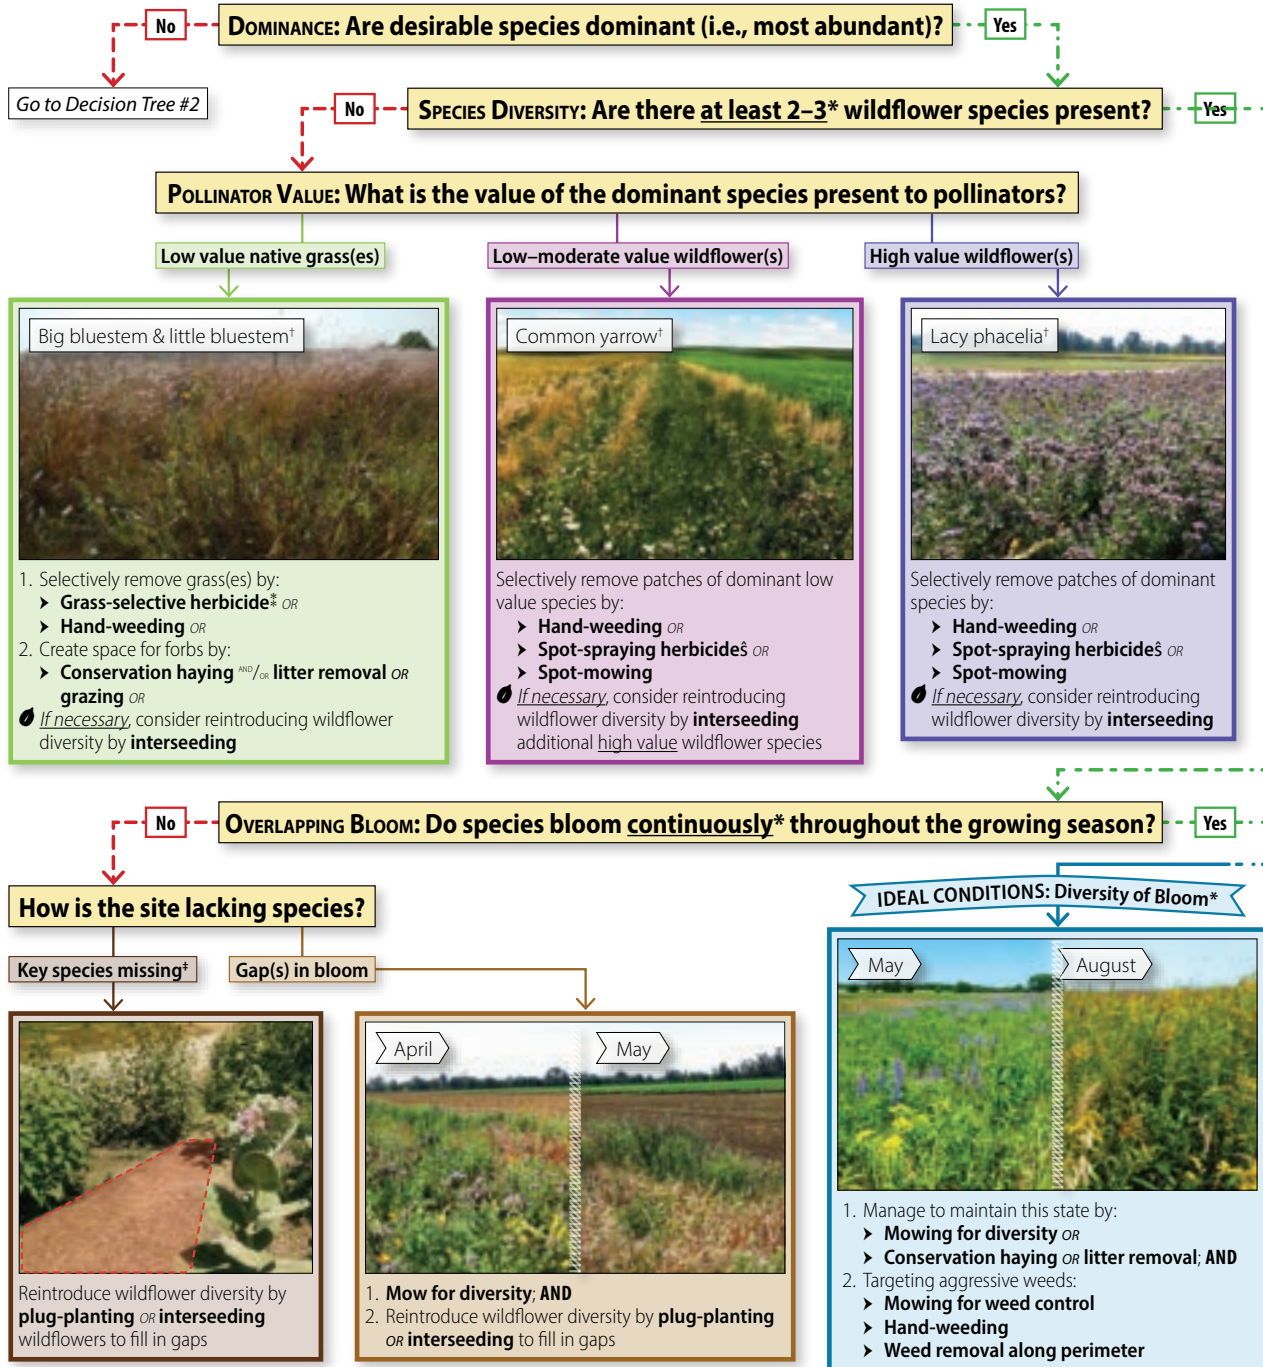 No
DOMINANCE: Are desirable species dominant (i.e., most abundant)?
Yes
Go to Decision Tree #2
No
SPECIES DIVERSITY: Are there at least 2–3* wildflower species present?
Yes
POLLINATOR VALUE: What is the value of the dominant species present to pollinators?
Low value native grass(es)
Low–moderate value wildflower(s)
High value wildflower(s)
Big bluestem & little bluestem†
1. Selectively remove grass(es) by:
➤ Grass-selective herbicide‡ OR
➤ Hand-weeding OR
2. Create space for forbs by:
➤ Conservation haying AND/OR litter removal OR
grazing OR
If necessary, consider reintroducing wildflower
diversity by interseeding
Common yarrow†
Selectively remove patches of dominant low
value species by:
➤ Hand-weeding OR
➤ Spot-spraying herbicideŝ OR
➤ Spot-mowing
If necessary, consider reintroducing
wildflower diversity by interseeding
additional high value wildflower species
Lacy phacelia†
Selectively remove patches of dominant
species by:
➤ Hand-weeding OR
➤ Spot-spraying herbicideŝ OR
➤ Spot-mowing
If necessary, consider reintroducing
wildflower diversity by interseeding
No
OVERLAPPING BLOOM: Do species bloom continuously* throughout the growing season?
Yes
How is the site lacking species?
Key species missing‡
Gap(s) in bloom
Reintroduce wildflower diversity by
plug-planting OR interseeding
wildflowers to fill in gaps
April
May
1. Mow for diversity; AND
2. Reintroduce wildflower diversity by plug-planting
OR interseeding to fill in gaps
IDEAL CONDITIONS: Diversity of Bloom*
May
August
1. Manage to maintain this state by:
➤ Mowing for diversity OR
➤ Conservation haying OR litter removal; AND
2. Targeting aggressive weeds:
➤ Mowing for weed control
➤ Hand-weeding
➤ Weed removal along perimeter